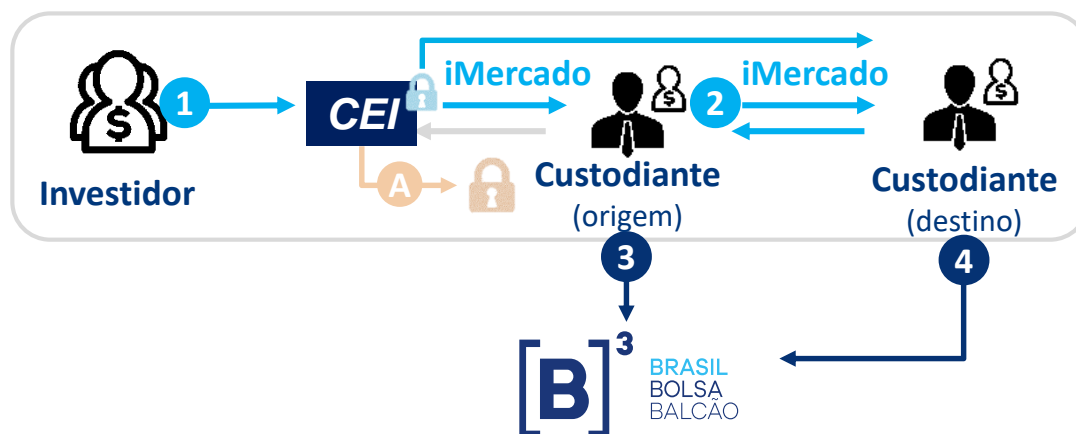 iMercado
iMercado
1
CEI
2
A
Investidor
Custodiante
(origem)
Custodiante
(destino)
3
4
[B]³
BRASIL
BOLSA
BALCÃO